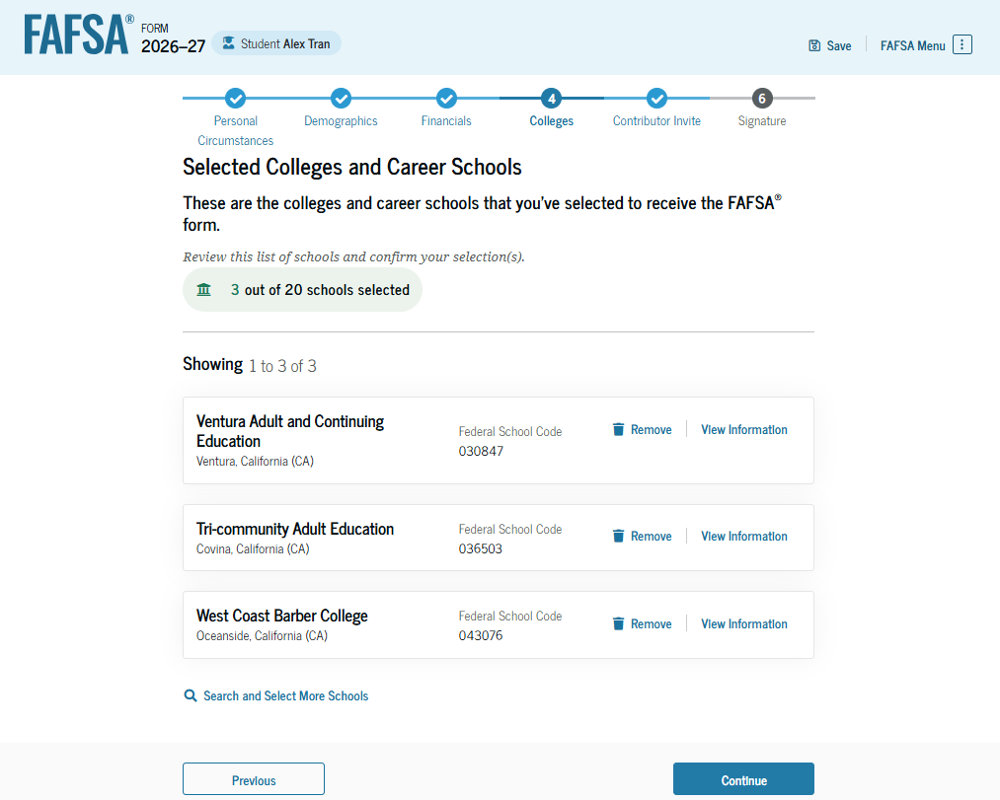 FAFSA® FORM 2026–27
Student Alex Tran
Save
FAFSA Menu
Personal Circumstances
Demographics
Financials
4
Colleges
Contributor Invite
6
Signature
Selected Colleges and Career Schools
These are the colleges and career schools that you've selected to receive the FAFSA®
form.
Review this list of schools and confirm your selection(s).
3 out of 20 schools selected
Showing 1 to 3 of 3
Ventura Adult and Continuing
Education
Ventura, California (CA)
Federal School Code
030847
Remove
View Information
Tri-community Adult Education
Covina, California (CA)
Federal School Code
036503
Remove
View Information
West Coast Barber College
Oceanside, California (CA)
Federal School Code
043076
Remove
View Information
Search and Select More Schools
Previous
Continue